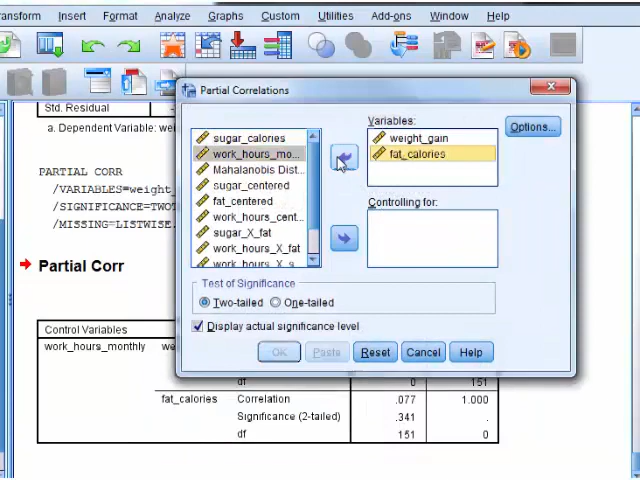 ransform Insert Format Analyze Graphs Custom Utilities Add-ons Window Help
Partial Correlations
Std. Residual
a. Dependent Variable: wei
PARTIAL CORR
/VARIABLES=weight_
/SIGNIFICANCE=TWOT
/MISSING=LISTWISE.
Variables:
Options...
sugar_calories
work_hours_mo...
Mahalanobis Dist...
sugar_centered
fat_centered
work_hours_cent...
sugar_X_fat
work_hours_X_fat
work_hours_X_s
weight_gain
fat_calories
Controlling for:
Test of Significance
Two-tailed One-tailed
Display actual significance level
OK Paste Reset Cancel Help
Partial Corr
Control Variables
work_hours_monthly we
df 0 151
fat_calories Correlation .077 1.000
Significance (2-tailed) .341 .
df 151 0